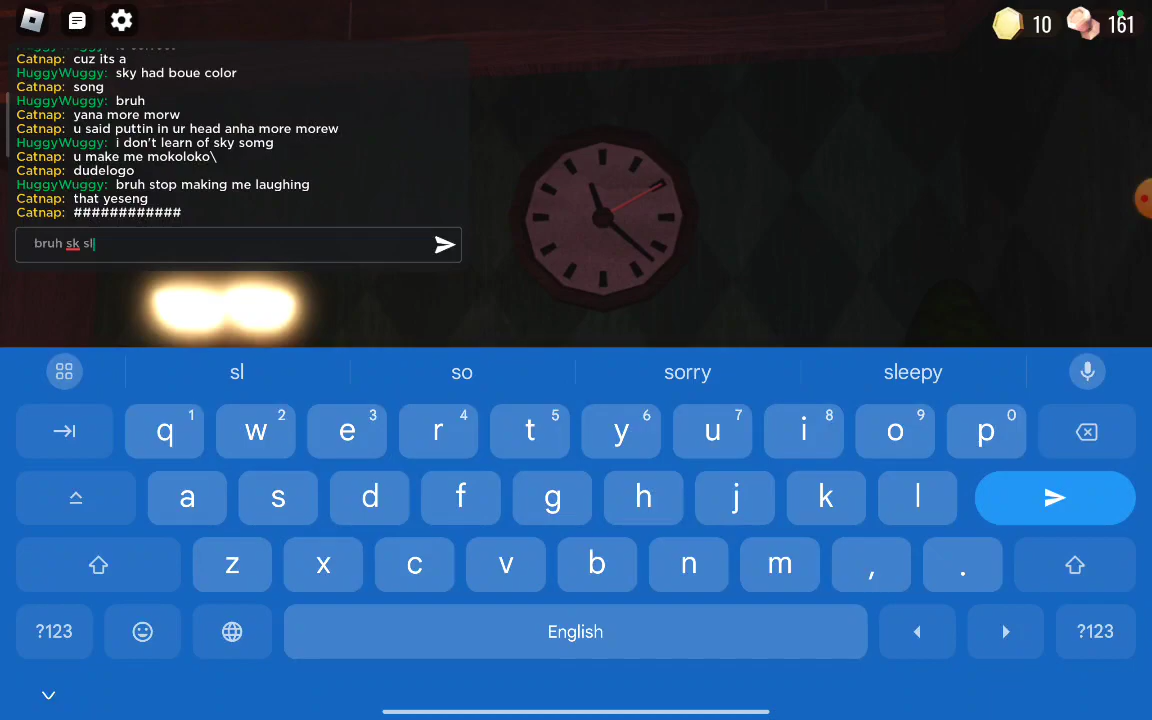 10
161
HuggyWuggy: is correct
Catnap: cuz its a
HuggyWuggy: sky had boue color
Catnap: song
HuggyWuggy: bruh
Catnap: yana more morw
Catnap: u said puttin in ur head anha more morew
HuggyWuggy: i don't learn of sky somg
Catnap: u make me mokoloko\
Catnap: dudelogo
HuggyWuggy: bruh stop making me laughing
Catnap: that yeseng
Catnap: ############
bruh sk sl
sl so sorry sleepy
q 1 w 2 e 3 r 4 t 5 y 6 u 7 i 8 o 9 p 0
a s d f g h j k l
z x c v b n m , .
?123 English ?123